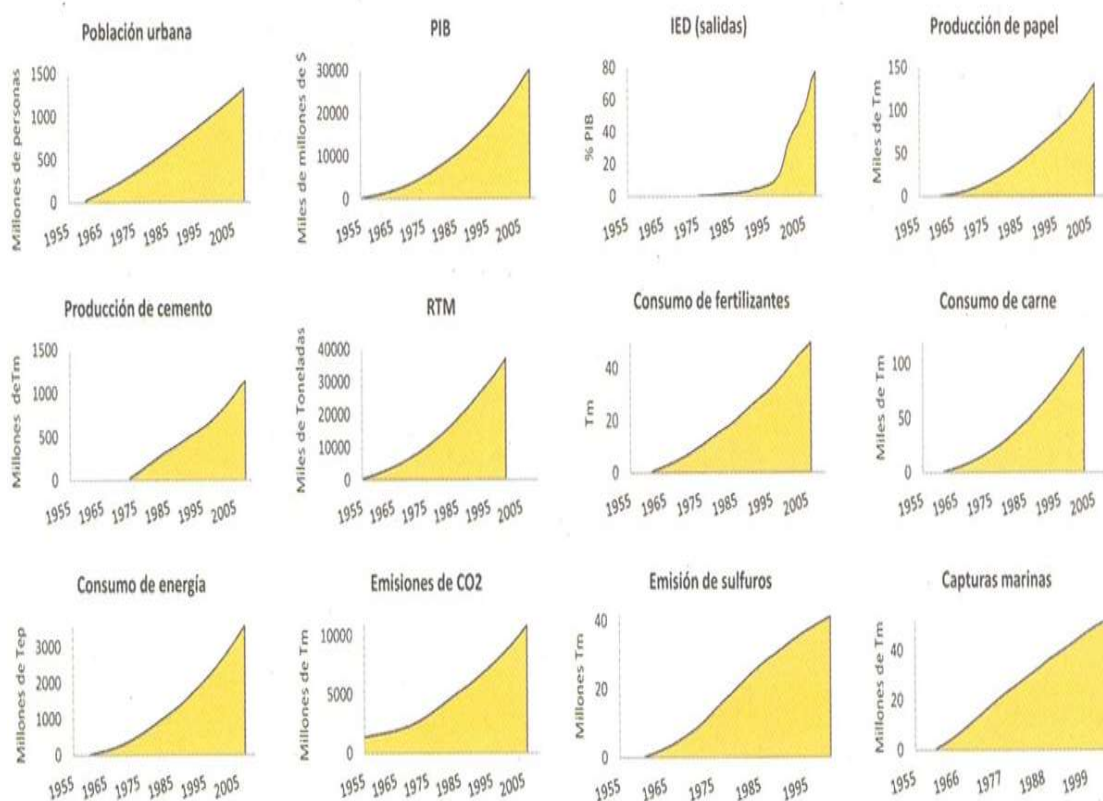 Población urbana
Millones de personas
1500
1000
500
0
1955 1965 1975 1985 1995 2005
PIB
Miles de millones de $
30000
20000
10000
0
1955 1965 1975 1985 1995 2005
IED (salidas)
% PIB
80
60
40
20
0
1955 1965 1975 1985 1995 2005
Producción de papel
Miles de Tm
150
100
50
0
1955 1965 1975 1985 1995 2005
Producción de cemento
Millones deTm
1500
1000
500
0
1955 1965 1975 1985 1995 2005
RTM
Miles de Toneladas
40000
30000
20000
10000
0
1955 1965 1975 1985 1995 2005
Consumo de fertilizantes
Tm
40
20
0
1955 1965 1975 1985 1995 2005
Consumo de carne
Miles de Tm
100
50
0
1955 1965 1975 1985 1995 2005
Consumo de energía
Millones de Tep
3000
2000
1000
0
1955 1965 1975 1985 1995 2005
Emisiones de CO2
Millones de Tm
10000
5000
0
1955 1965 1975 1985 1995 2005
Emisión de sulfuros
Millones Tm
40
20
0
1955 1965 1975 1985 1995
Capturas marinas
Millones de Tm
40
20
0
1955 1966 1977 1988 1999